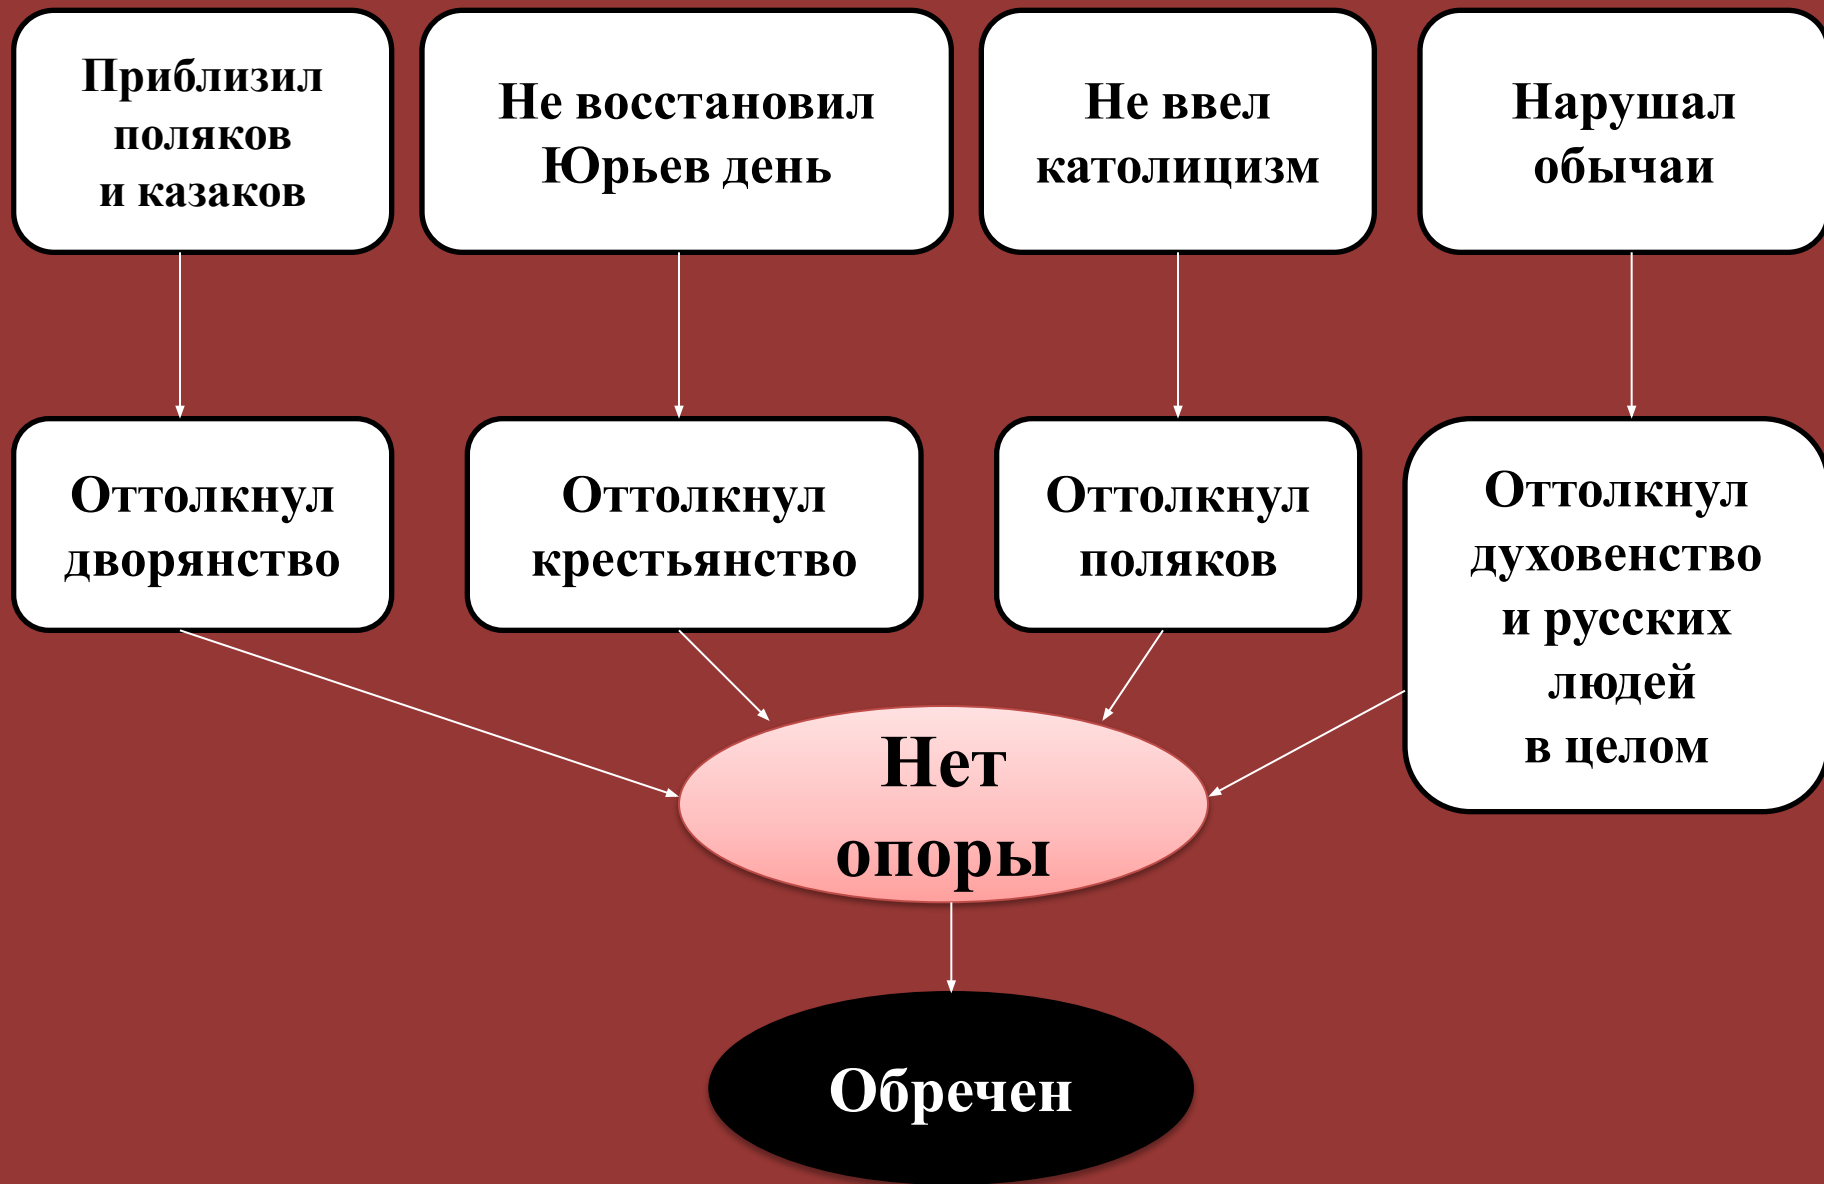 Приблизил
поляков
и казаков
Не восстановил
Юрьев день
Не ввел
католицизм
Нарушал
обычаи
Оттолкнул
дворянство
Оттолкнул
крестьянство
Оттолкнул
поляков
Оттолкнул
духовенство
и русских
людей
в целом
Нет
опоры
Обречен